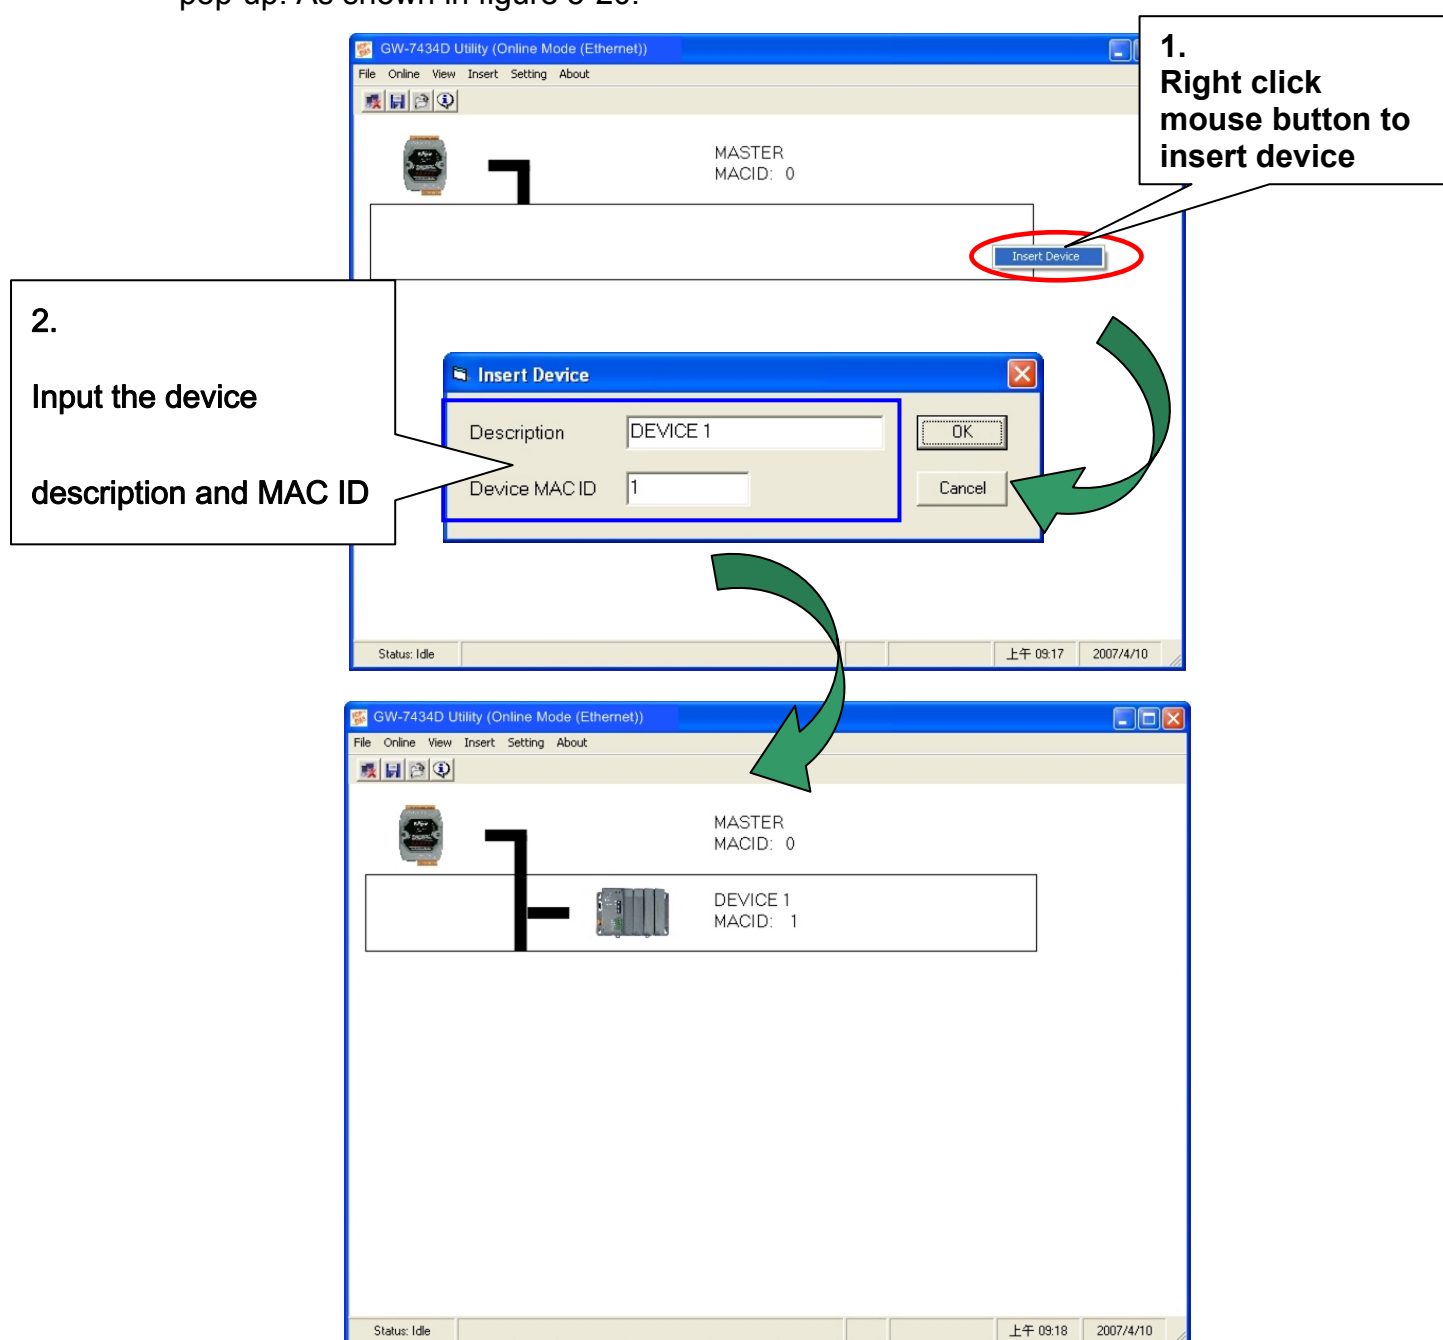 pop-up. As shown in figure 3-20.
GW-7434D Utility (Online Mode (Ethernet))
File Online View Insert Setting About
1.
Right click
mouse button to
insert device
MASTER
MACID: 0
Insert Device
2.
Input the device
description and MAC ID
Insert Device
Description DEVICE 1 OK
Device MAC ID 1 Cancel
Status: Idle 上午 09:17 2007/4/10
GW-7434D Utility (Online Mode (Ethernet))
File Online View Insert Setting About
MASTER
MACID: 0
DEVICE 1
MACID: 1
Status: Idle 上午 09:18 2007/4/10